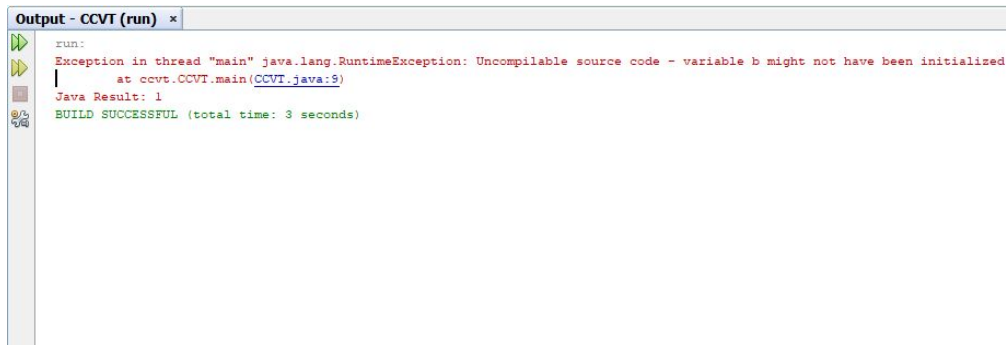 Output - CCVT (run) ×
run:
Exception in thread "main" java.lang.RuntimeException: Uncompilable source code - variable b might not have been initialized
at ccvt.CCVT.main(CCVT.java:9)
Java Result: 1
BUILD SUCCESSFUL (total time: 3 seconds)